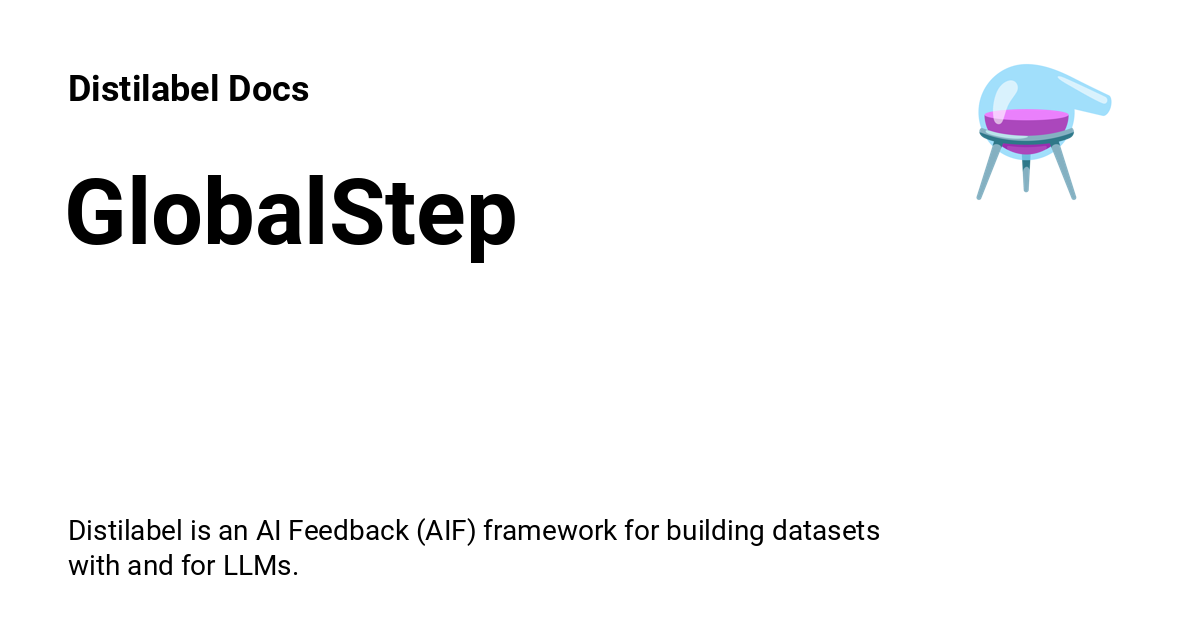 Distilabel Docs
GlobalStep
Distilabel is an AI Feedback (AIF) framework for building datasets
with and for LLMs.